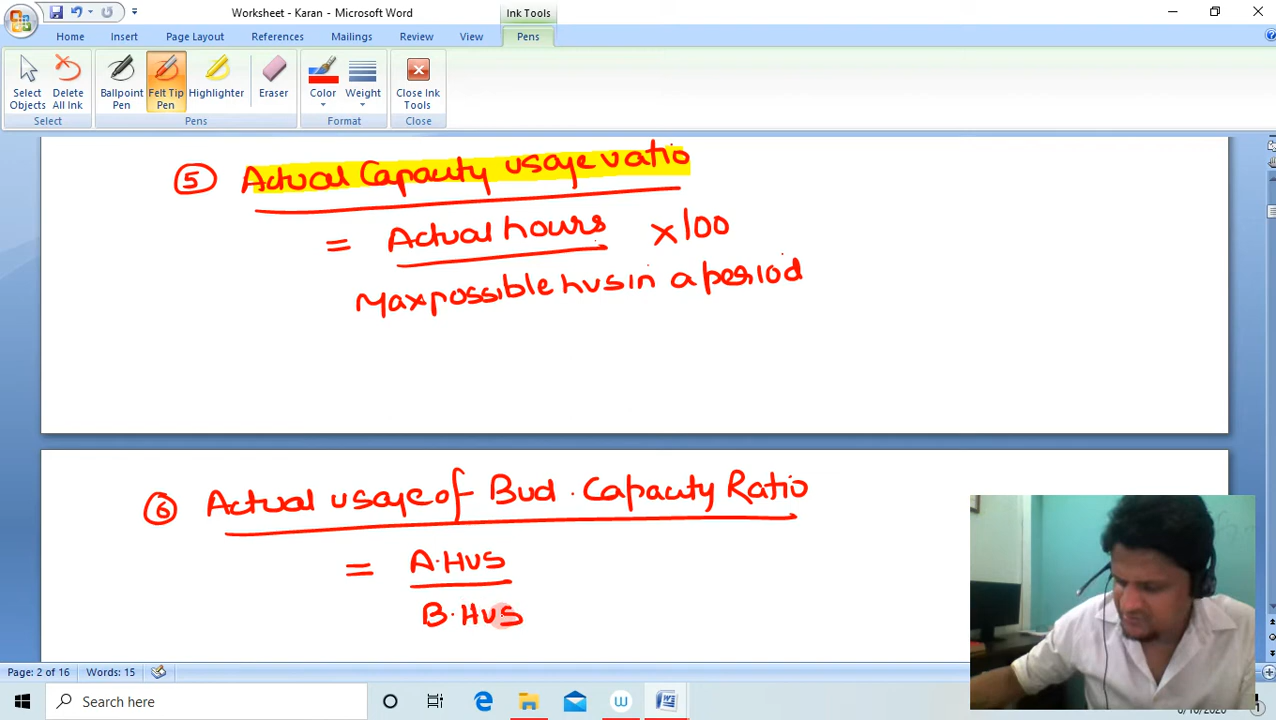 Worksheet - Karan - Microsoft Word
Ink Tools
Home Insert Page Layout References Mailings Review View Pens
Select Objects
Delete All Ink
Ballpoint Pen
Felt Tip Pen
Highlighter
Eraser
Color
Weight
Close Ink Tools
Select Pens Format Close
5 Actual Capacity usage ratio
= Actual hours x100
Max possible hrs in a period
6 Actual usage of Bud. Capacity Ratio
= A.Hrs
B.Hrs
Page: 2 of 16 Words: 15
Search here